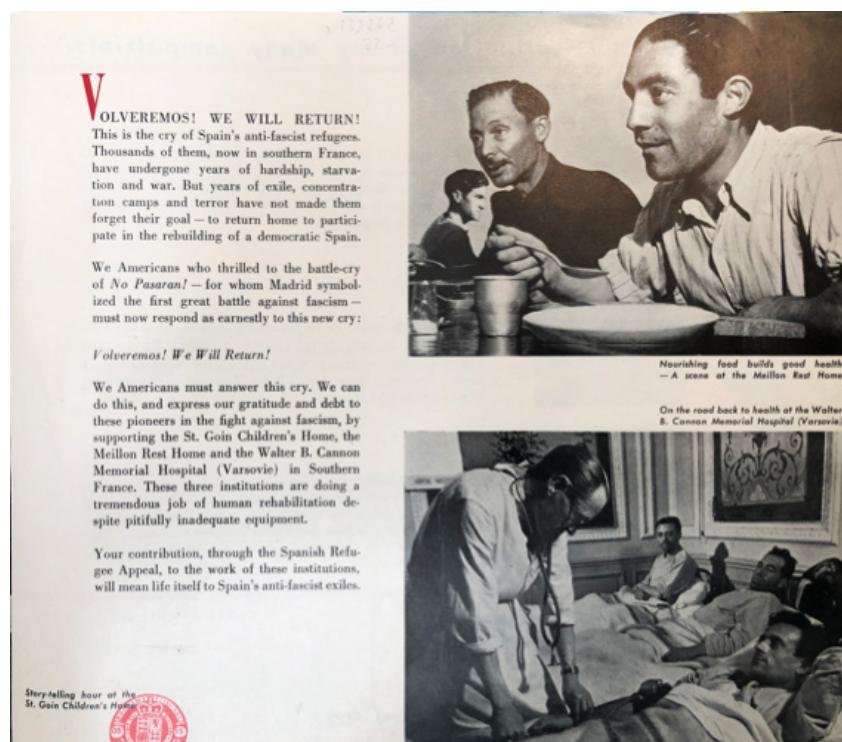 VOLVEREMOS! WE WILL RETURN!
This is the cry of Spain's anti-fascist refugees.
Thousands of them, now in southern France,
have undergone years of hardship, starva-
tion and war. But years of exile, concentra-
tion camps and terror have not made them
forget their goal — to return home to partici-
pate in the rebuilding of a democratic Spain.
We Americans who thrilled to the battle-cry
of No Pasaran! — for whom Madrid symbol-
ized the first great battle against fascism —
must now respond as earnestly to this new cry:
Volveremos! We Will Return!
We Americans must answer this cry. We can
do this, and express our gratitude and debt to
these pioneers in the fight against fascism, by
supporting the St. Goin Children's Home, the
Meillon Rest Home and the Walter B. Cannon
Memorial Hospital (Varsovie) in Southern
France. These three institutions are doing a
tremendous job of human rehabilitation de-
spite pitifully inadequate equipment.
Your contribution, through the Spanish Refu-
gee Appeal, to the work of these institutions,
will mean life itself to Spain's anti-fascist exiles.
Nourishing food builds good health
— A scene at the Meillon Rest Home
On the road back to health at the Walter
B. Cannon Memorial Hospital (Varsovie)
Story-telling hour at the
St. Goin Children's Home